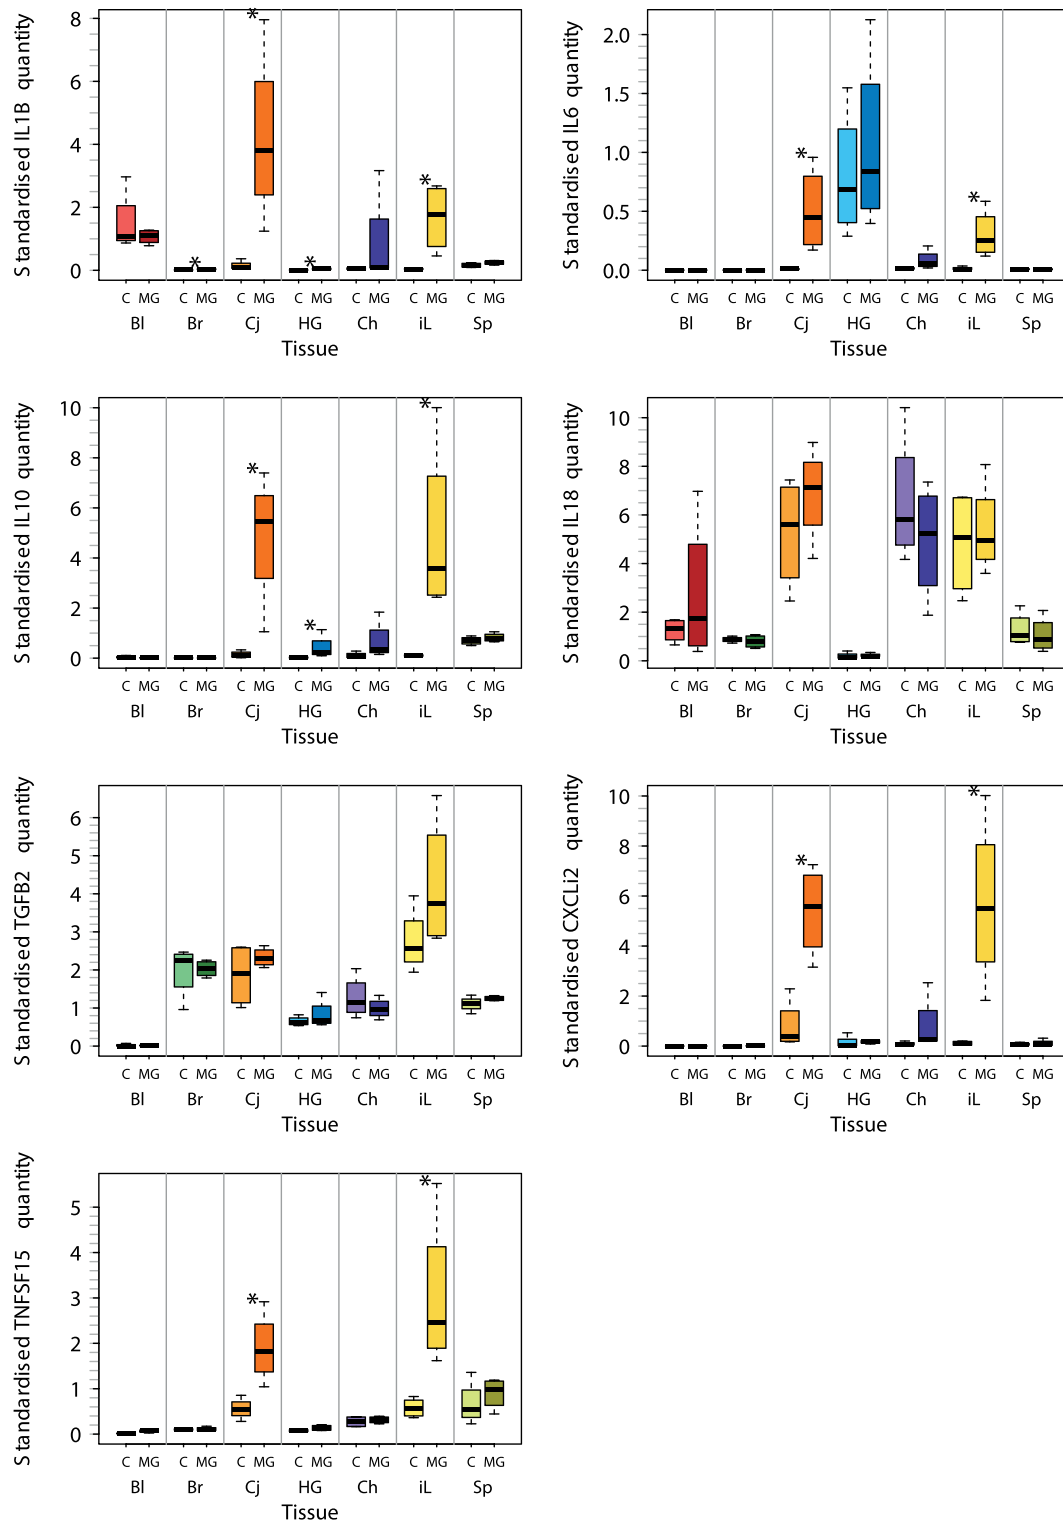 Standardised IL1B quantity
8
6
4
2
0
*
*
*
*
C MG C MG C MG C MG C MG C MG C MG
Bl Br Cj HG Ch iL Sp
Tissue
Standardised IL6 quantity
2.0
1.5
1.0
0.5
0.0
*
*
C MG C MG C MG C MG C MG C MG C MG
Bl Br Cj HG Ch iL Sp
Tissue
Standardised IL10 quantity
10
8
6
4
2
0
*
*
*
C MG C MG C MG C MG C MG C MG C MG
Bl Br Cj HG Ch iL Sp
Tissue
Standardised IL18 quantity
10
8
6
4
2
0
C MG C MG C MG C MG C MG C MG C MG
Bl Br Cj HG Ch iL Sp
Tissue
Standardised TGFB2 quantity
6
5
4
3
2
1
0
C MG C MG C MG C MG C MG C MG C MG
Bl Br Cj HG Ch iL Sp
Tissue
Standardised CXCLi2 quantity
10
8
6
4
2
0
*
*
C MG C MG C MG C MG C MG C MG C MG
Bl Br Cj HG Ch iL Sp
Tissue
Standardised TNFSF15 quantity
5
4
3
2
1
0
*
*
C MG C MG C MG C MG C MG C MG C MG
Bl Br Cj HG Ch iL Sp
Tissue